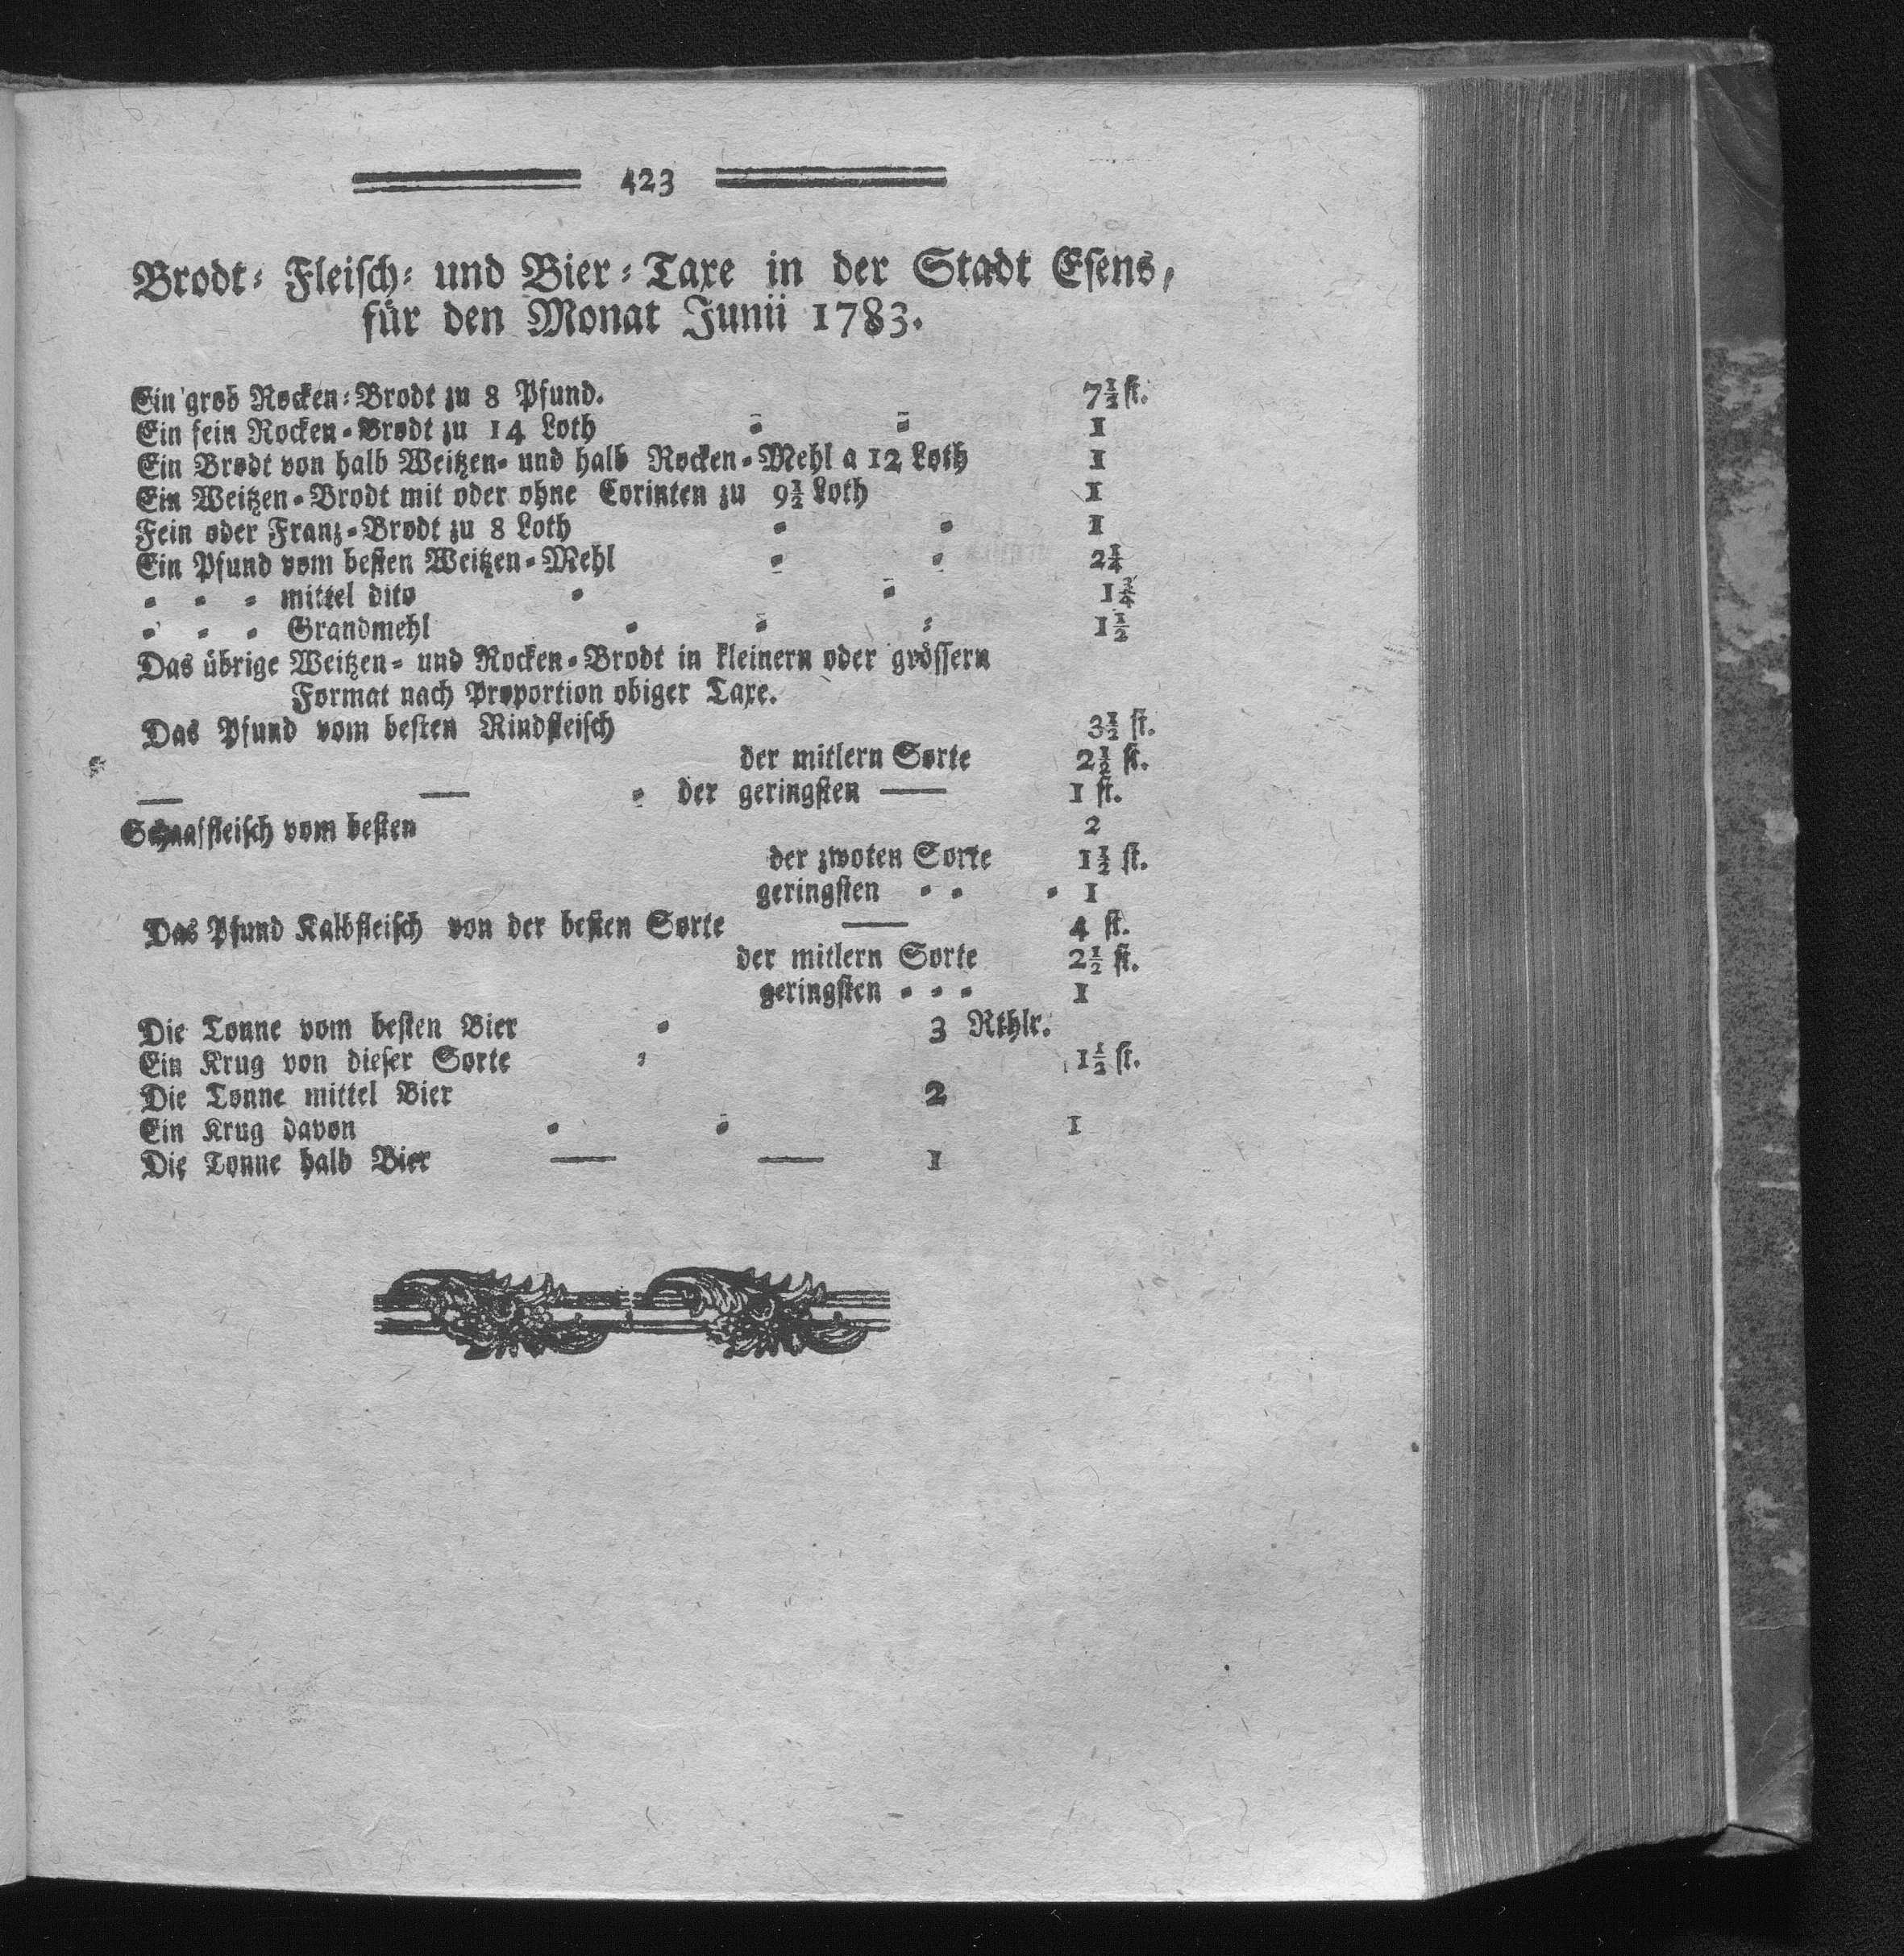 423
Brodt- Fleisch- und Bier-Taxe in der Stadt Esens,
für den Monat Junii 1783.
Ein grob Rocken-Brodt zu 8 Pfund. 7½ st.
Ein fein Rocken-Brodt zu 14 Loth - - 1
Ein Brodt von halb Weitzen- und halb Rocken-Mehl a 12 Loth 1
Ein Weitzen-Brodt mit oder ohne Corinten zu 9½ Loth 1
Fein oder Franz-Brodt zu 8 Loth - - 1
Ein Pfund vom besten Weitzen-Mehl - - 2¼
- - - mittel dito - - 1¾
- - - Grandmehl - - - 1½
Das übrige Weitzen- und Rocken-Brodt in kleinern oder grössern
Format nach Proportion obiger Taxe.
Das Pfund vom besten Rindfleisch 3½ st.
der mitlern Sorte 2½ st.
— — - der geringsten — 1 st.
Schaaffleisch vom besten 2
der zwoten Sorte 1½ st.
geringsten - - - 1
Das Pfund Kalbfleisch von der besten Sorte — 4 st.
der mitlern Sorte 2½ st.
geringsten - - - 1
Die Tonne vom besten Bier - 3 Rthlr.
Ein Krug von dieser Sorte - 1½ st.
Die Tonne mittel Bier 2
Ein Krug davon - - 1
Die Tonne halb Bier — — 1